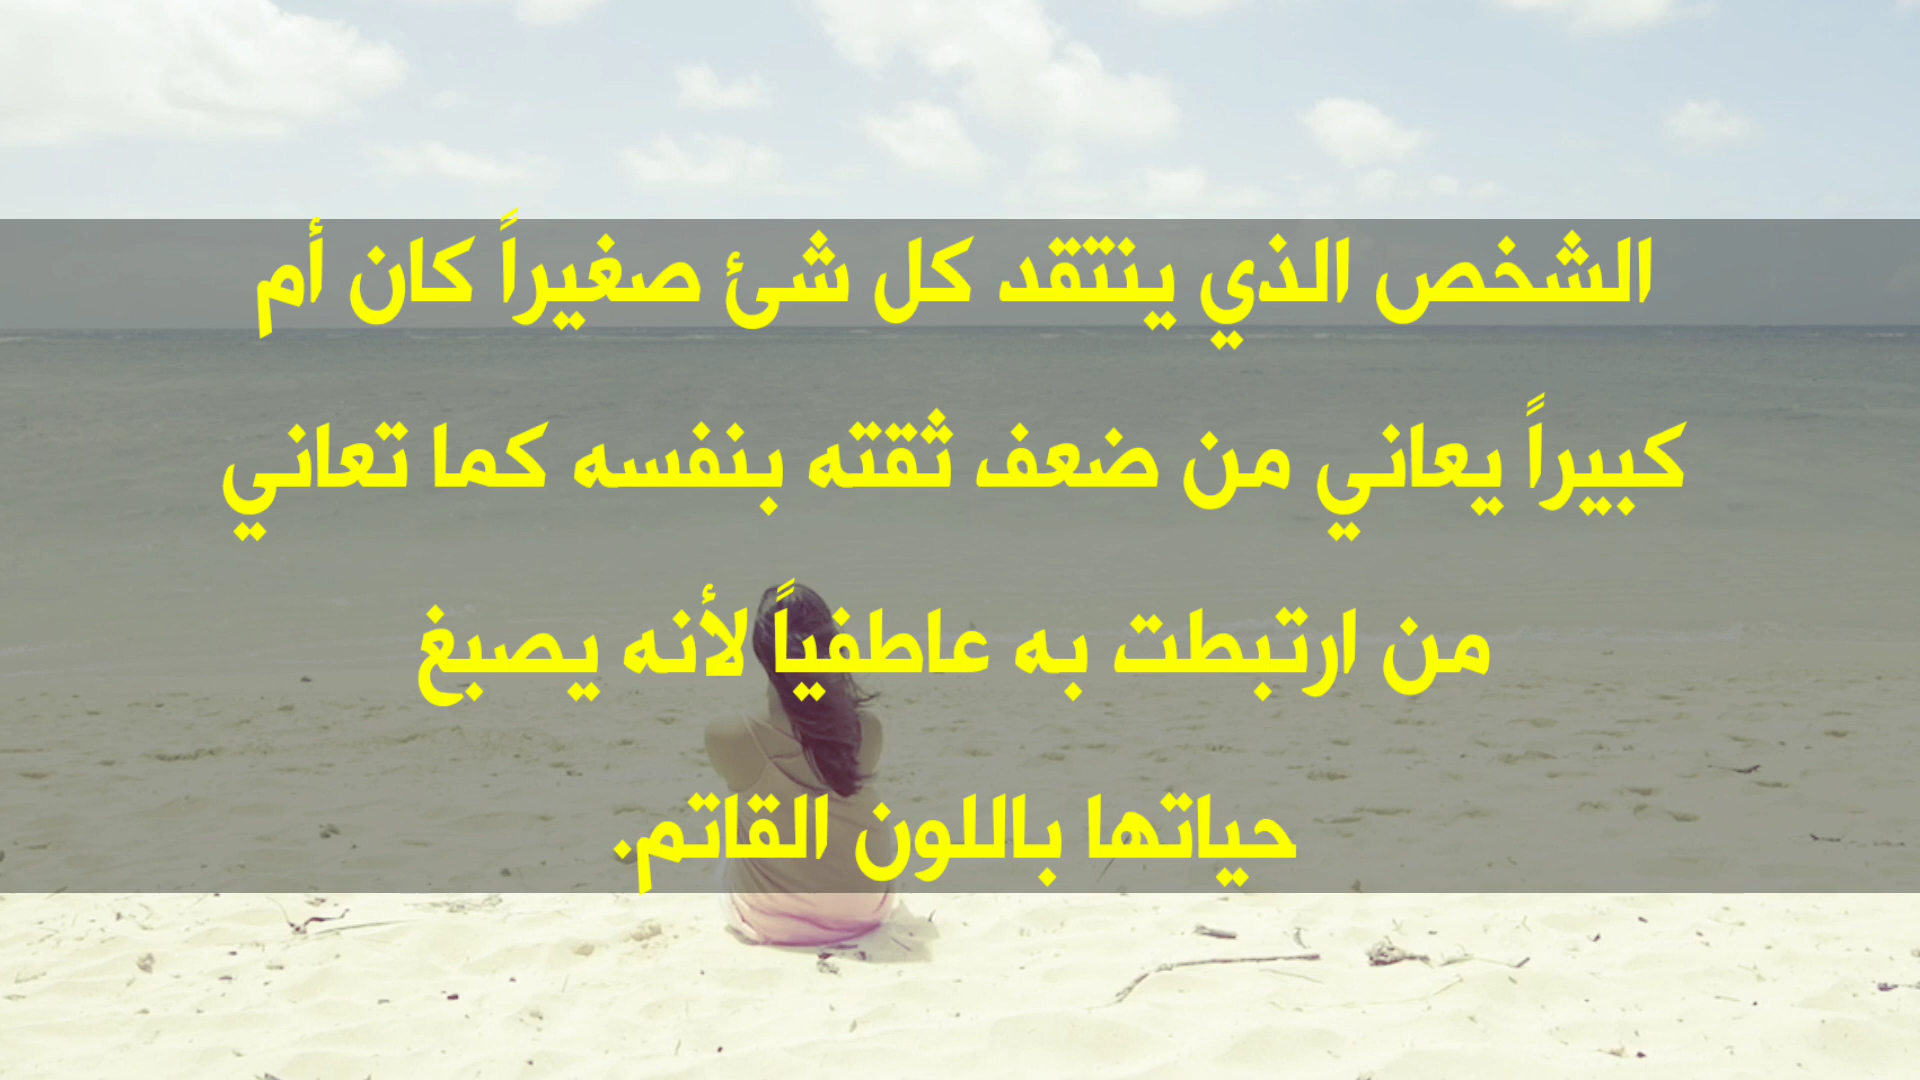 الشخص الذي ينتقد كل شئ صغيراً كان أم
كبيراً يعاني من ضعف ثقته بنفسه كما تعاني
من ارتبطت به عاطفياً لأنه يصبغ
حياتها باللون القاتم.